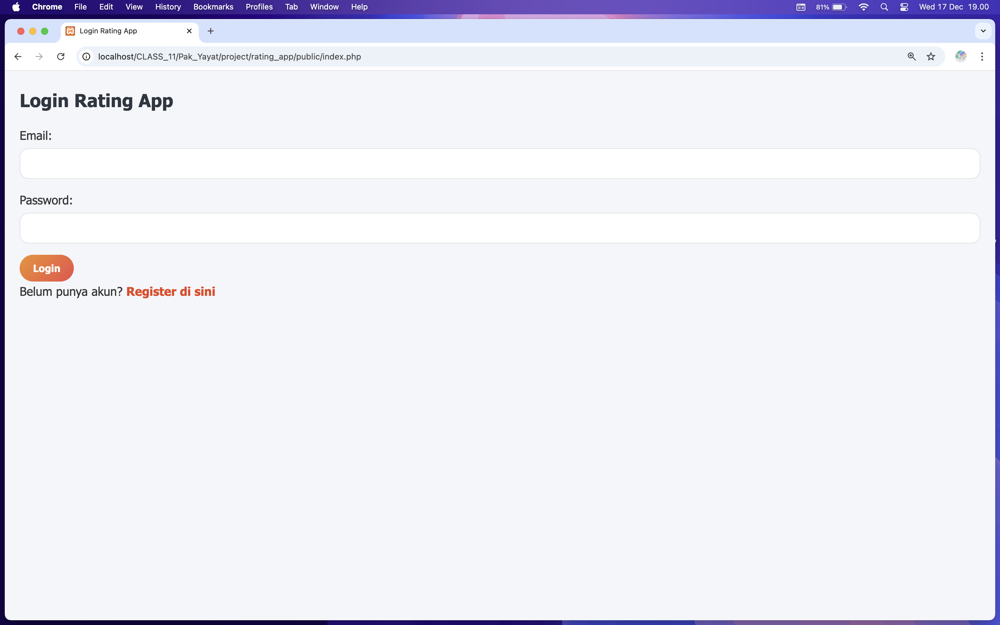 Chrome File Edit View History Bookmarks Profiles Tab Window Help 81% Wed 17 Dec 19.00
Login Rating App
localhost/CLASS_11/Pak_Yayat/project/rating_app/public/index.php
Login Rating App
Email:
Password:
Login
Belum punya akun? Register di sini